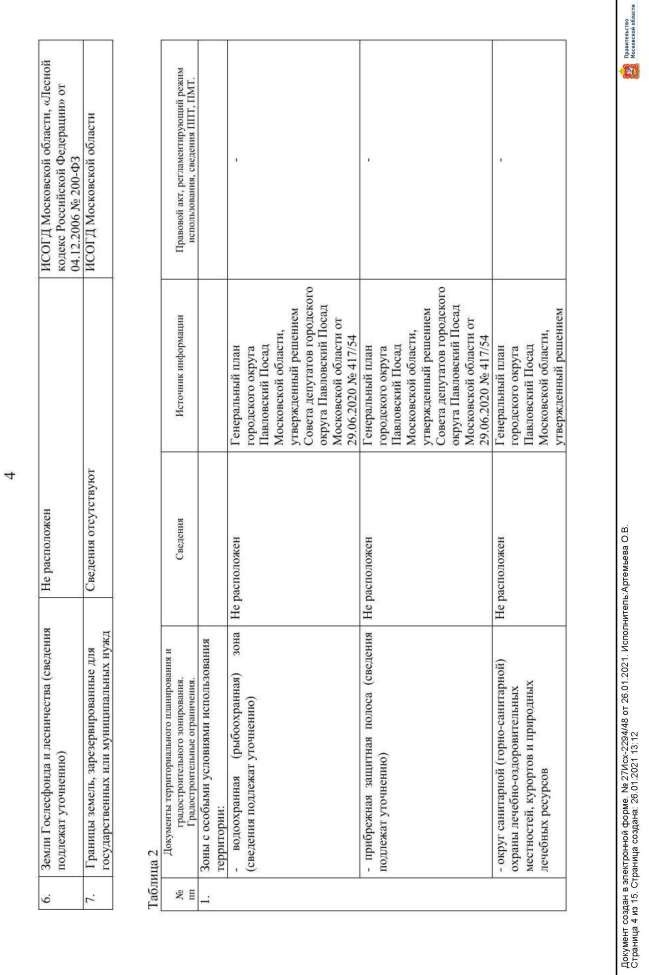 4
6.
Земли Гослесфонда и лесничества (сведения
подлежат уточнению)
Не расположен
ИСОГД Московской области, «Лесной
кодекс Российской Федерации» от
04.12.2006 № 200-ФЗ
7.
Границы земель, зарезервированные для
государственных или муниципальных нужд
Сведения отсутствуют
ИСОГД Московской области
Таблица 2
№
пп
Документы территориального планирования и
градостроительного зонирования.
Градостроительные ограничения.
Сведения
Источник информации
Правовой акт, регламентирующий режим
использования, сведения ППТ, ПМТ.
1.
Зоны с особыми условиями использования
территории:
- водоохранная (рыбоохранная) зона
(сведения подлежат уточнению)
Не расположен
Генеральный план
городского округа
Павловский Посад
Московской области,
утвержденный решением
Совета депутатов городского
округа Павловский Посад
Московской области от
29.06.2020 № 417/54
-
- прибрежная защитная полоса (сведения
подлежат уточнению)
Не расположен
Генеральный план
городского округа
Павловский Посад
Московской области,
утвержденный решением
Совета депутатов городского
округа Павловский Посад
Московской области от
29.06.2020 № 417/54
-
- округ санитарной (горно-санитарной)
охраны лечебно-оздоровительных
местностей, курортов и природных
лечебных ресурсов
Не расположен
Генеральный план
городского округа
Павловский Посад
Московской области,
утвержденный решением
-
Документ создан в электронной форме. № 27Исх-2294/48 от 26.01.2021. Исполнитель:Артемьева О.В.
Страница 4 из 15. Страница создана: 26.01.2021 13:12
Правительство
Московской области